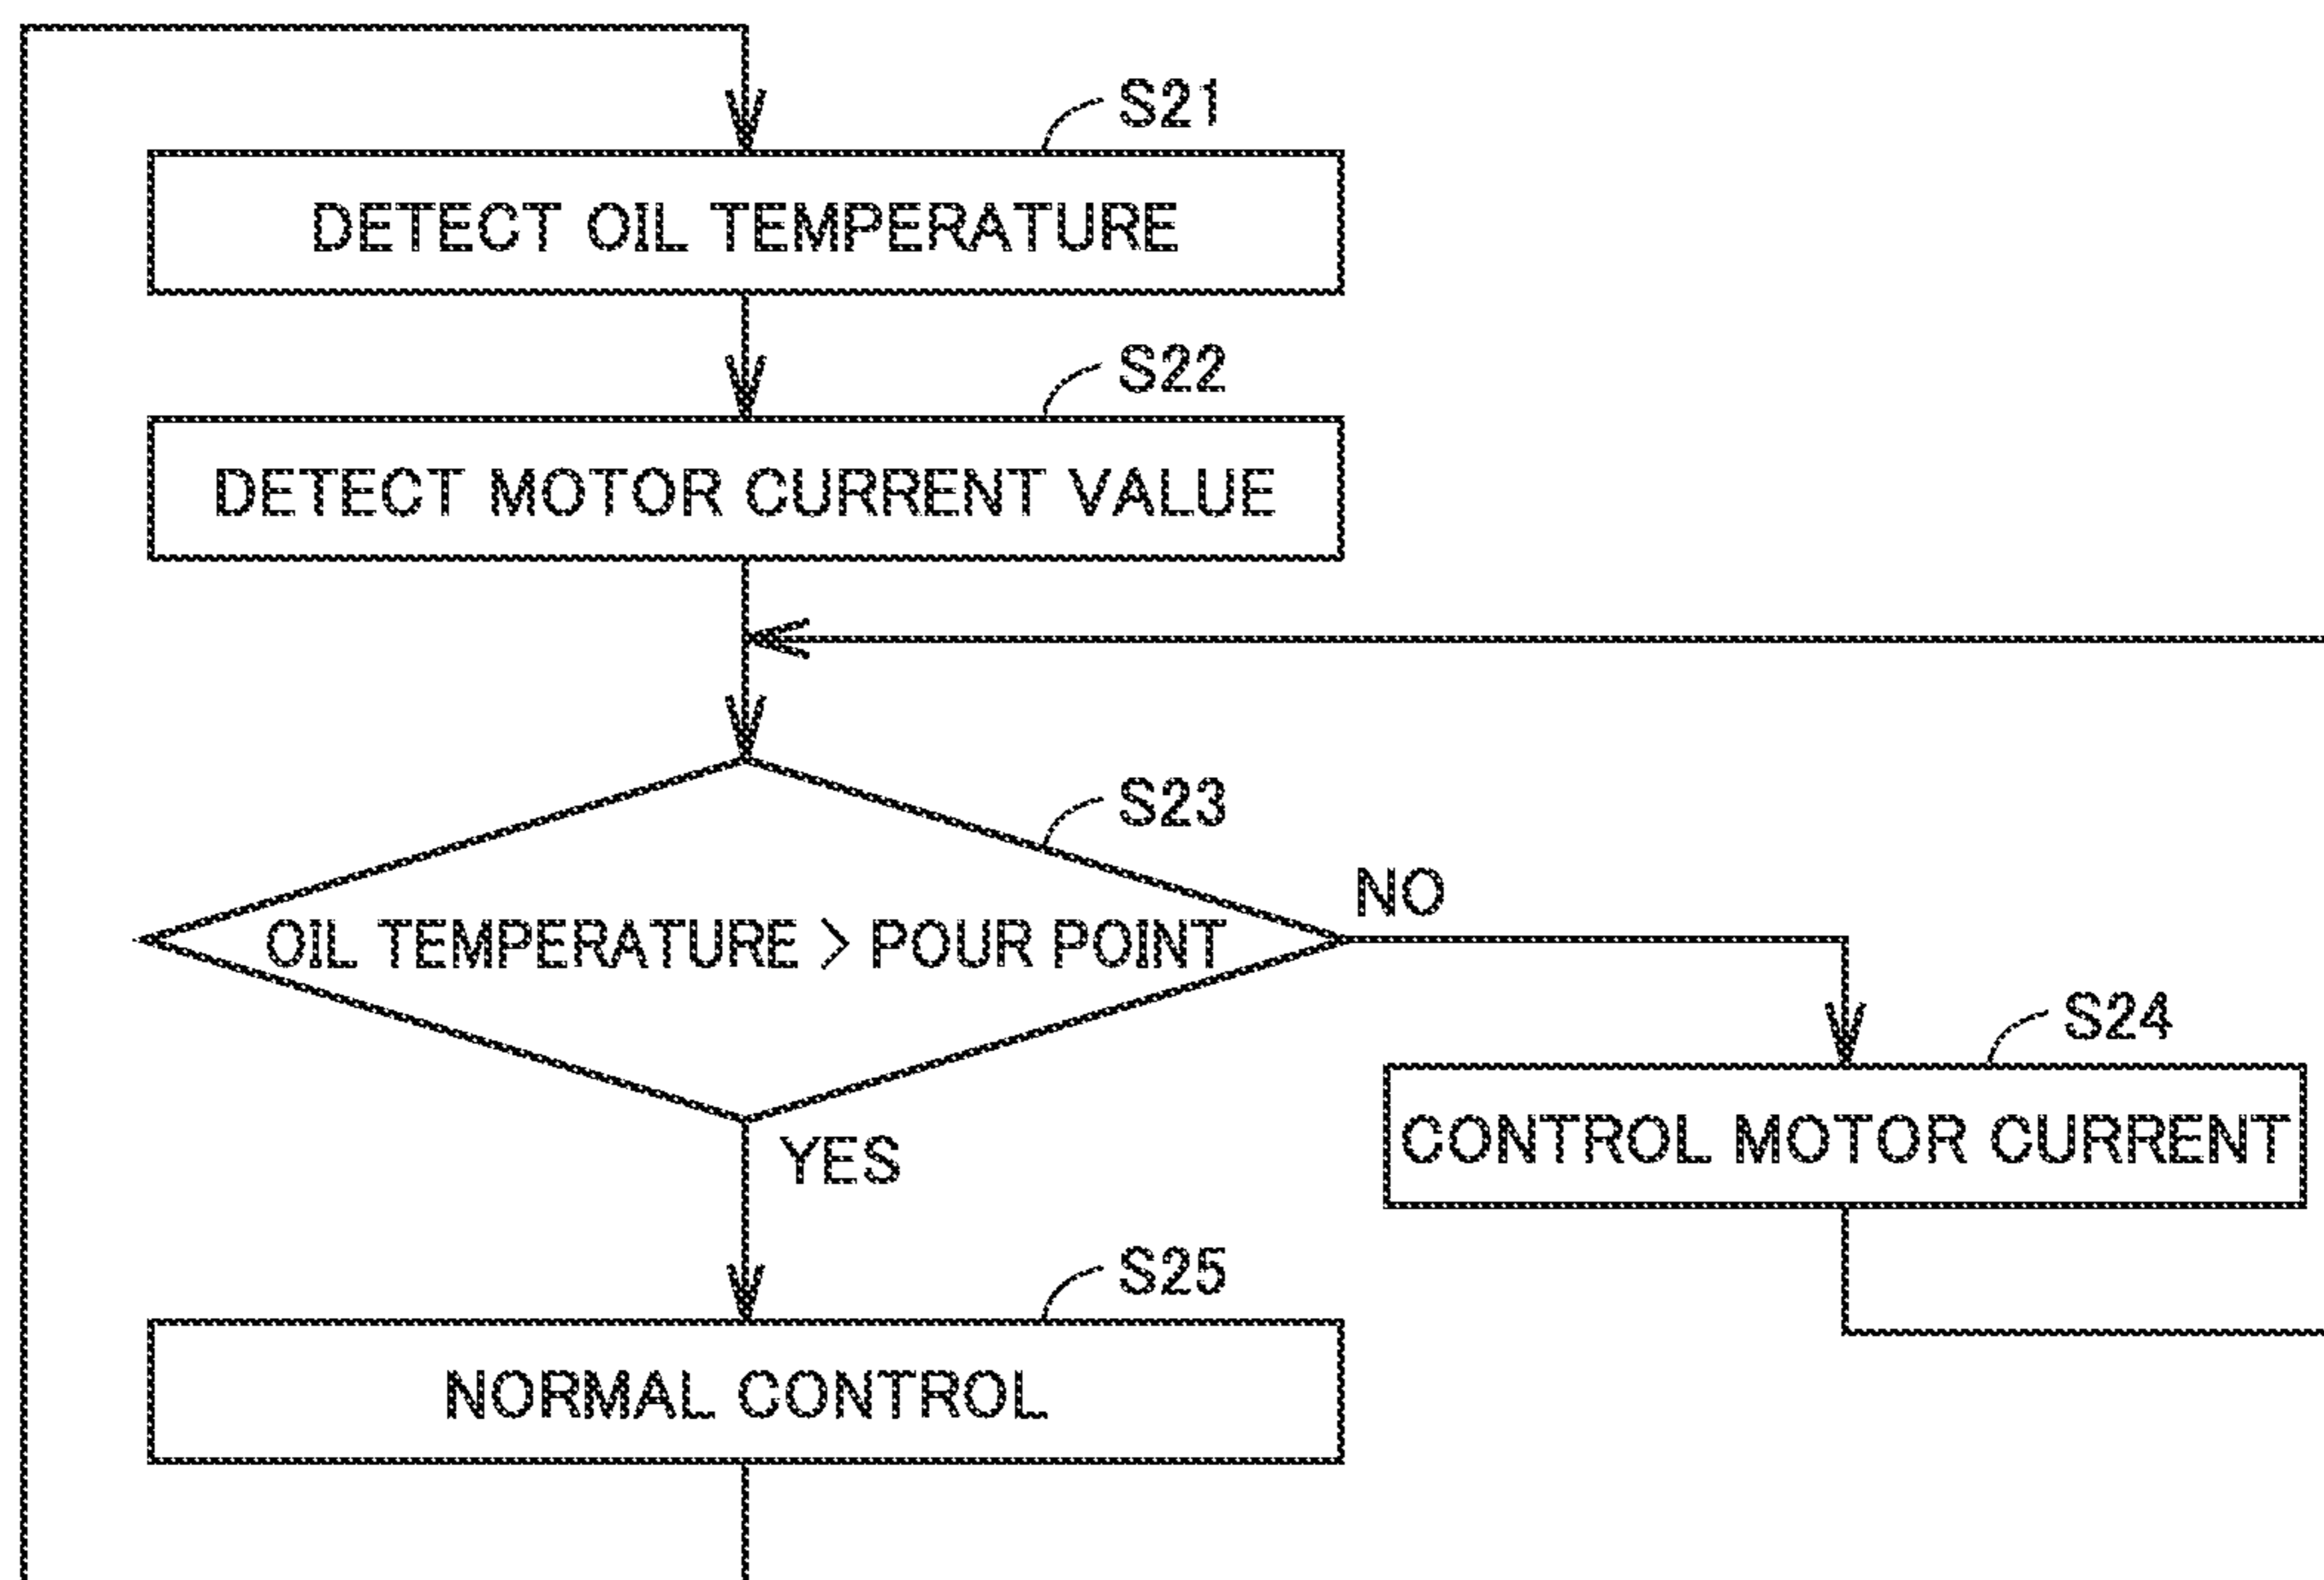 S21
DETECT OIL TEMPERATURE
S22
DETECT MOTOR CURRENT VALUE
S23
OIL TEMPERATURE > POUR POINT
NO
S24
CONTROL MOTOR CURRENT
YES
S25
NORMAL CONTROL